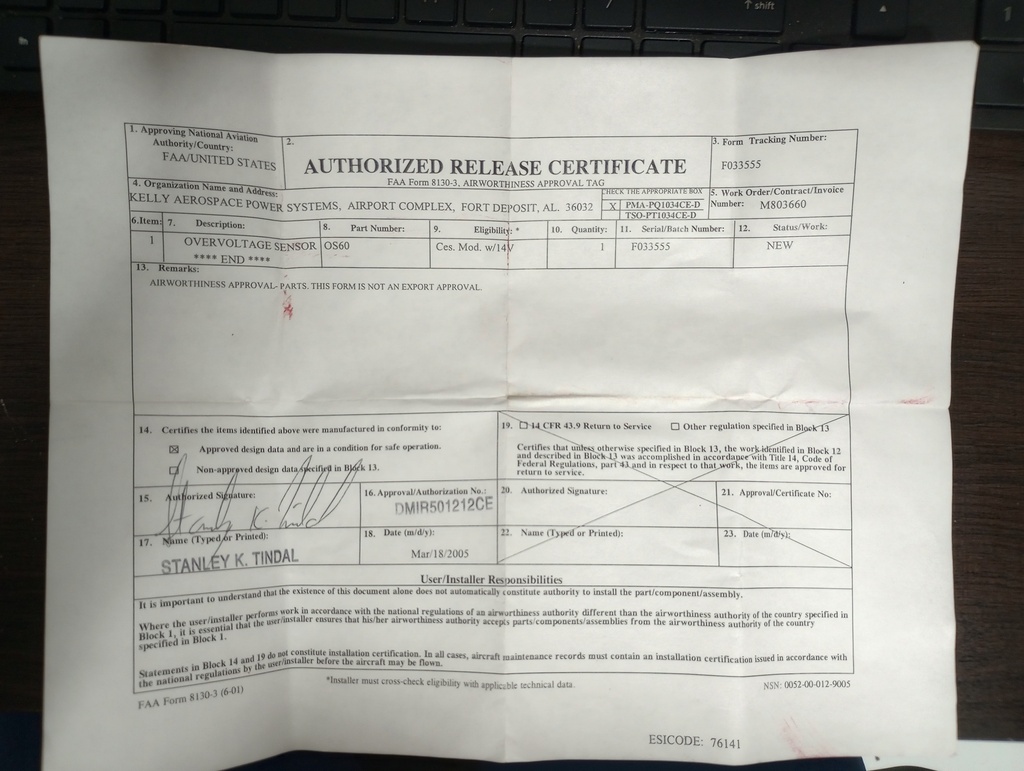 shift
1. Approving National Aviation
Authority/Country:
FAA/UNITED STATES
2.
AUTHORIZED RELEASE CERTIFICATE
FAA Form 8130-3, AIRWORTHINESS APPROVAL TAG
3. Form Tracking Number:
F033555
4. Organization Name and Address:
KELLY AEROSPACE POWER SYSTEMS, AIRPORT COMPLEX, FORT DEPOSIT, AL. 36032
CHECK THE APPROPRIATE BOX
X PMA-PQ1034CE-D
TSO-PT1034CE-D
5. Work Order/Contract/Invoice
Number: M803660
6.Item: 7. Description: 8. Part Number: 9. Eligibility: * 10. Quantity: 11. Serial/Batch Number: 12. Status/Work:
1 OVERVOLTAGE SENSOR OS60 Ces. Mod. w/14V 1 F033555 NEW
**** END ****
13. Remarks:
AIRWORTHINESS APPROVAL- PARTS. THIS FORM IS NOT AN EXPORT APPROVAL.
14. Certifies the items identified above were manufactured in conformity to:
Approved design data and are in a condition for safe operation.
Non-approved design data specified in Block 13.
19. 14 CFR 43.9 Return to Service Other regulation specified in Block 13
Certifies that unless otherwise specified in Block 13, the work identified in Block 12
and described in Block 13 was accomplished in accordance with Title 14, Code of
Federal Regulations, part 43 and in respect to that work, the items are approved for
return to service.
15. Authorized Signature:
Stanley K. Tindal
16. Approval/Authorization No.:
DMIR501212CE
20. Authorized Signature:
21. Approval/Certificate No:
17. Name (Typed or Printed):
STANLEY K. TINDAL
18. Date (m/d/y):
Mar/18/2005
22. Name (Typed or Printed):
23. Date (m/d/y):
User/Installer Responsibilities
It is important to understand that the existence of this document alone does not automatically constitute authority to install the part/component/assembly.
Where the user/installer performs work in accordance with the national regulations of an airworthiness authority different than the airworthiness authority of the country specified in
Block 1, it is essential that the user/installer ensures that his/her airworthiness authority accepts parts/components/assemblies from the airworthiness authority of the country
specified in Block 1.
Statements in Block 14 and 19 do not constitute installation certification. In all cases, aircraft maintenance records must contain an installation certification issued in accordance with
the national regulations by the user/installer before the aircraft may be flown.
FAA Form 8130-3 (6-01)
*Installer must cross-check eligibility with applicable technical data.
NSN: 0052-00-012-9005
ESICODE: 76141